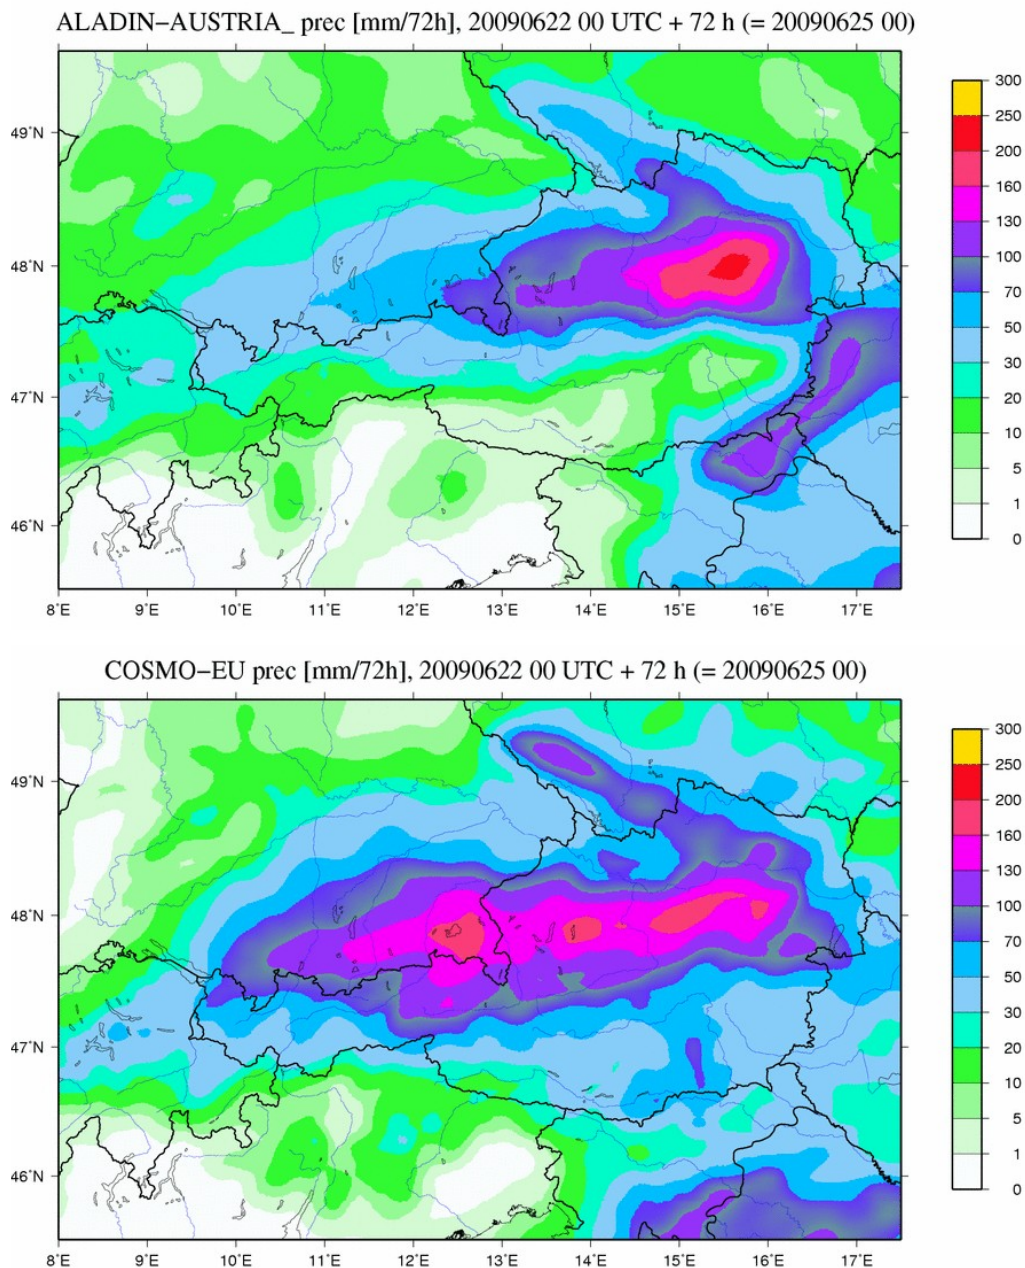 ALADIN−AUSTRIA_ prec [mm/72h], 20090622 00 UTC + 72 h (= 20090625 00)
300
250
200
160
130
100
70
50
30
20
10
5
1
0
49˚N
48˚N
47˚N
46˚N
8˚E 9˚E 10˚E 11˚E 12˚E 13˚E 14˚E 15˚E 16˚E 17˚E
COSMO−EU prec [mm/72h], 20090622 00 UTC + 72 h (= 20090625 00)
300
250
200
160
130
100
70
50
30
20
10
5
1
0
49˚N
48˚N
47˚N
46˚N
8˚E 9˚E 10˚E 11˚E 12˚E 13˚E 14˚E 15˚E 16˚E 17˚E